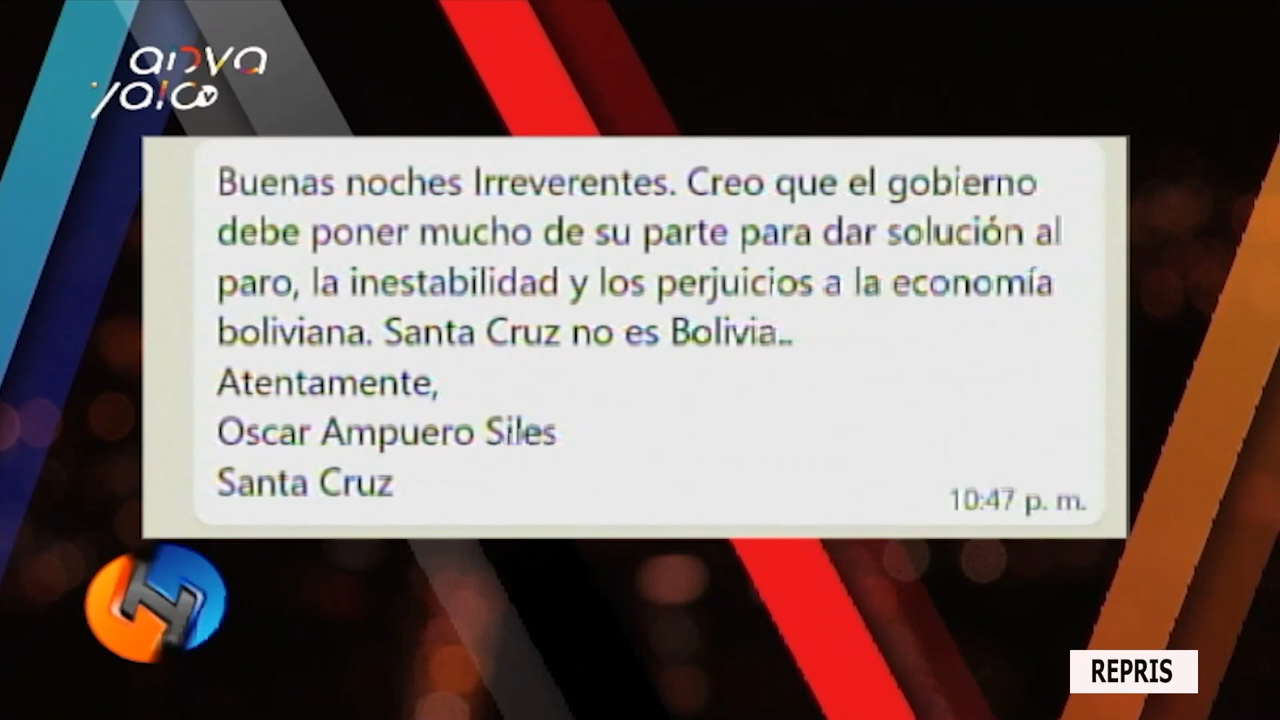 Buenas noches Irreverentes. Creo que el gobierno
debe poner mucho de su parte para dar solución al
paro, la inestabilidad y los perjuicios a la economía
boliviana. Santa Cruz no es Bolivia..
Atentamente,
Oscar Ampuero Siles
Santa Cruz
10:47 p. m.
REPRIS